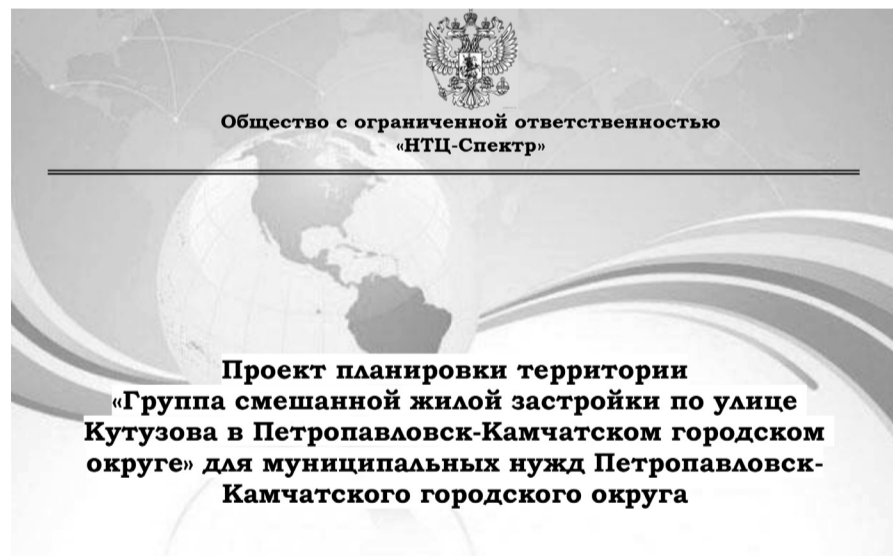 Общество с ограниченной ответственностью
«НТЦ-Спектр»
Проект планировки территории
«Группа смешанной жилой застройки по улице
Кутузова в Петропавловск-Камчатском городском
округе» для муниципальных нужд Петропавловск-
Камчатского городского округа